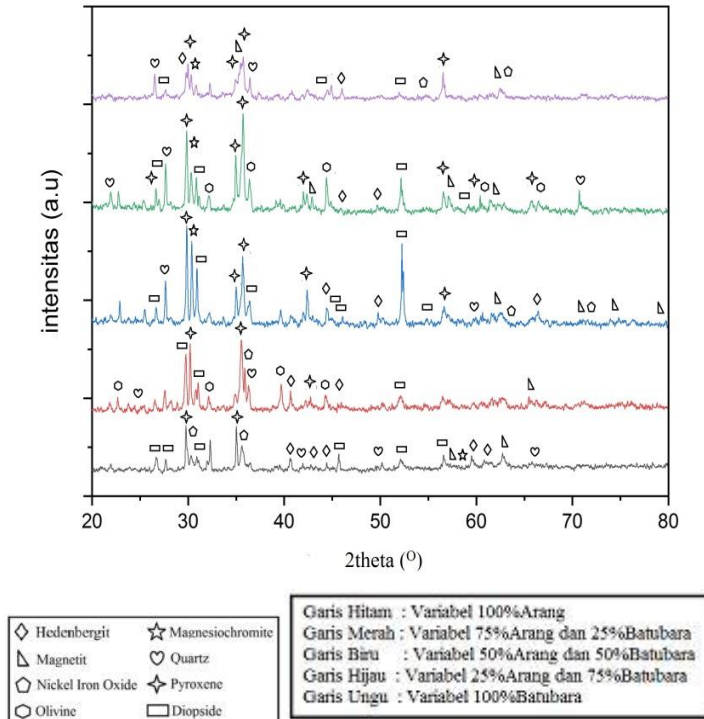 intensitas (a.u)
20 30 40 50 60 70 80
2theta (O)
Hedenbergit Magnesiochromite
Magnetit Quartz
Nickel Iron Oxide Pyroxene
Olivine Diopside
Garis Hitam : Variabel 100%Arang
Garis Merah : Variabel 75%Arang dan 25%Batubara
Garis Biru : Variabel 50%Arang dan 50%Batubara
Garis Hijau : Variabel 25%Arang dan 75%Batubara
Garis Ungu : Variabel 100%Batubara